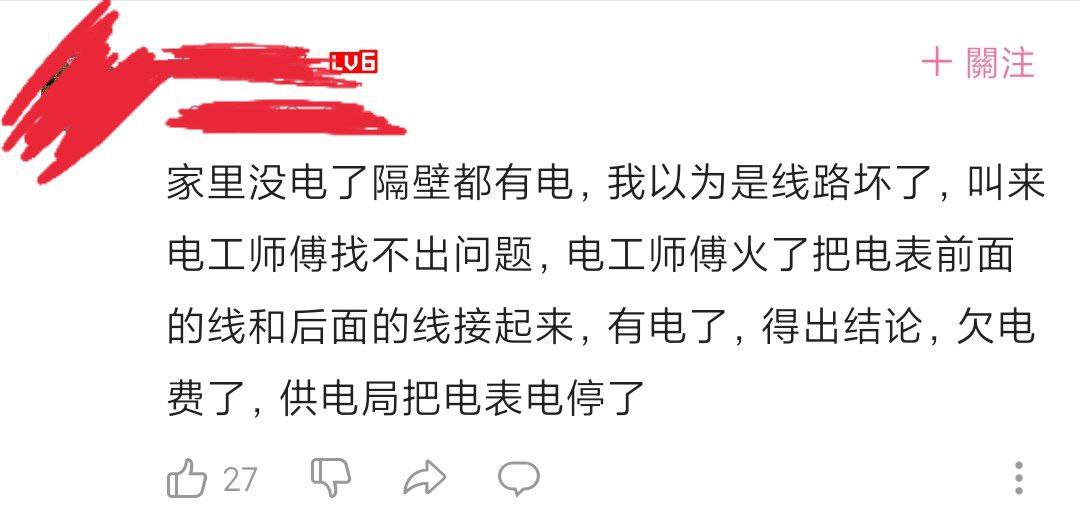 LV6
＋ 關注
家里没电了隔壁都有电, 我以为是线路坏了, 叫来
电工师傅找不出问题, 电工师傅火了把电表前面
的线和后面的线接起来, 有电了, 得出结论, 欠电
费了, 供电局把电表电停了
27